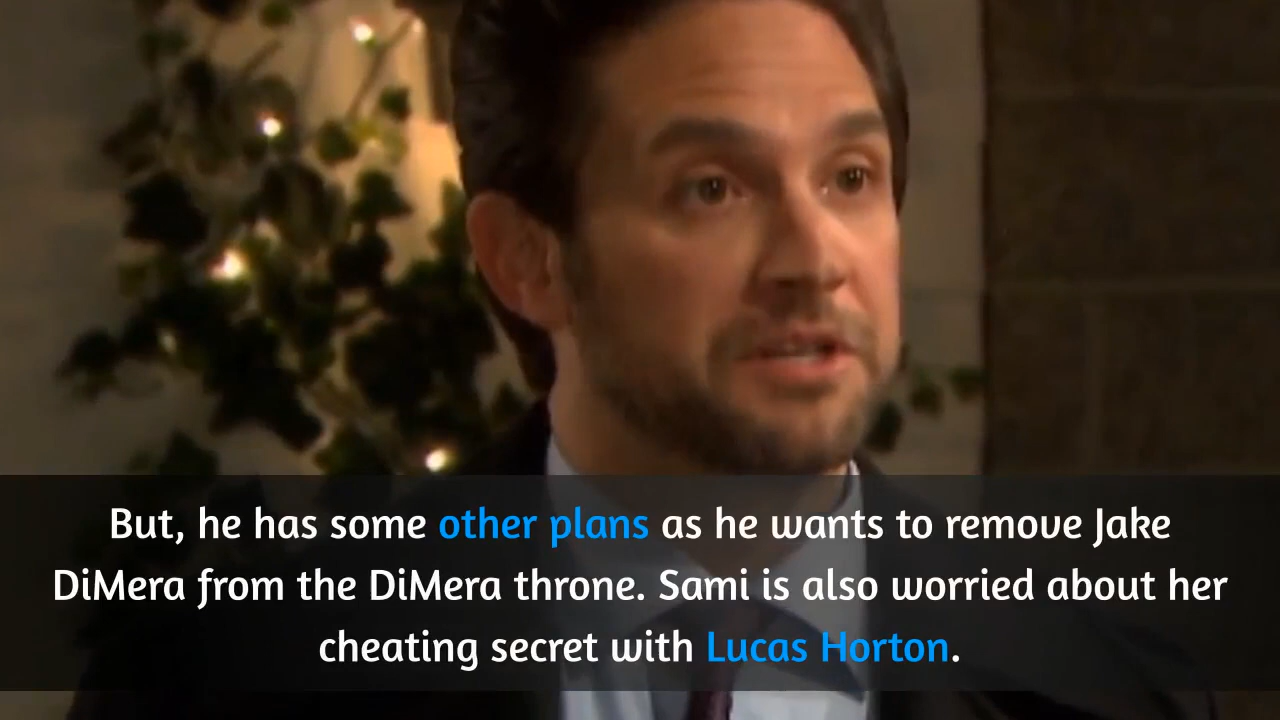 But, he has some other plans as he wants to remove Jake
DiMera from the DiMera throne. Sami is also worried about her
cheating secret with Lucas Horton.